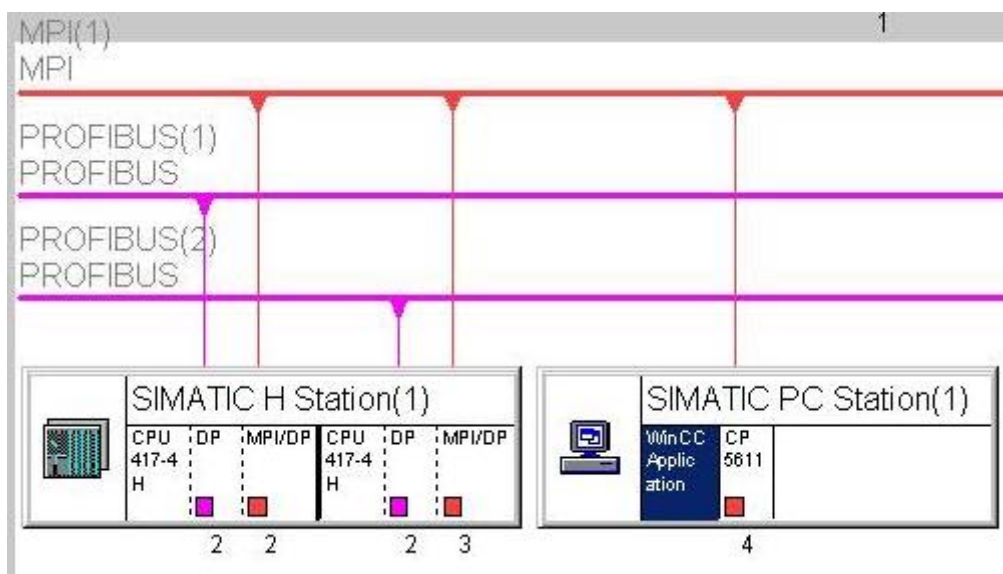 1
MPI(1)
MPI
PROFIBUS(1)
PROFIBUS
PROFIBUS(2)
PROFIBUS
SIMATIC H Station(1)
CPU 417-4 H
DP
MPI/DP
CPU 417-4 H
DP
MPI/DP
2
2
2
3
SIMATIC PC Station(1)
WinCC
Applic
ation
CP
5611
4